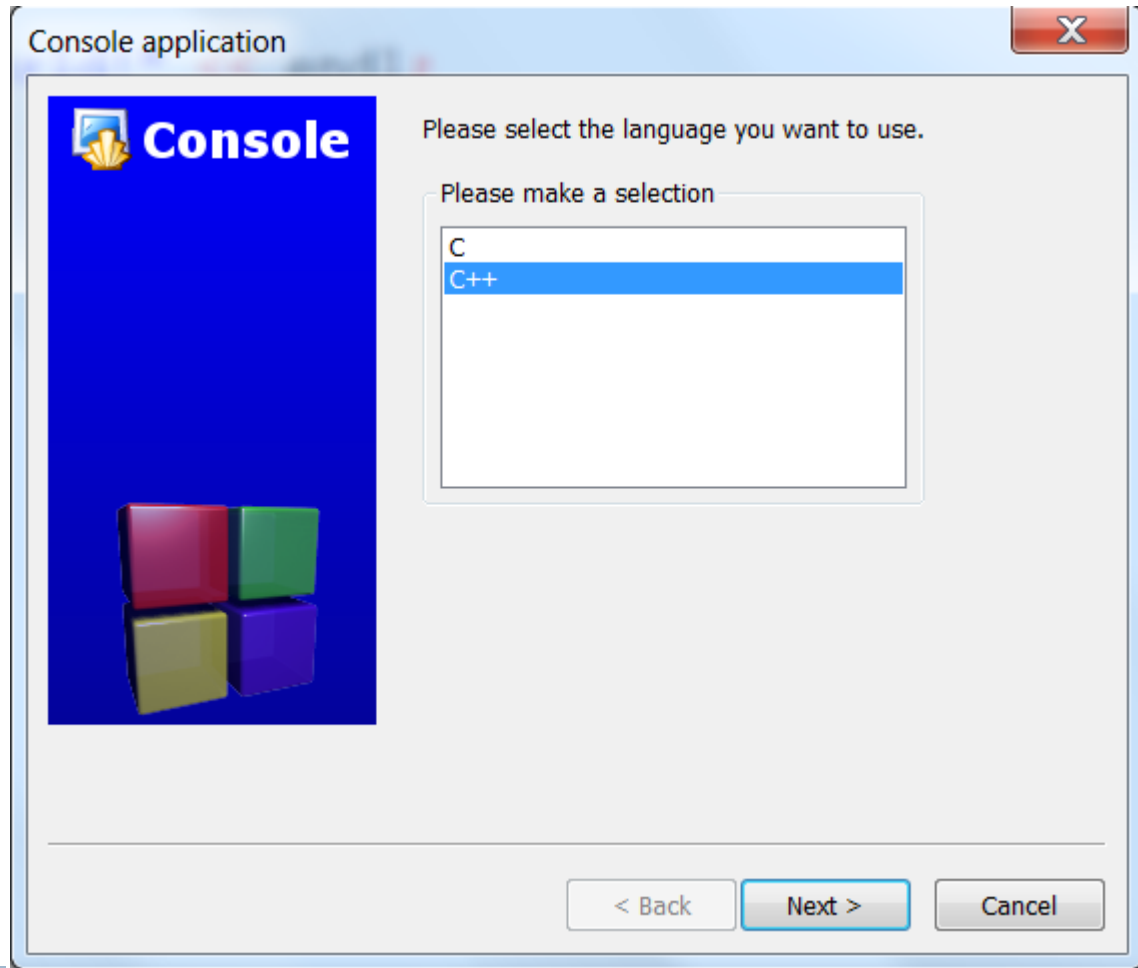 Console application
Console
Please select the language you want to use.
Please make a selection
C
C++
< Back
Next >
Cancel